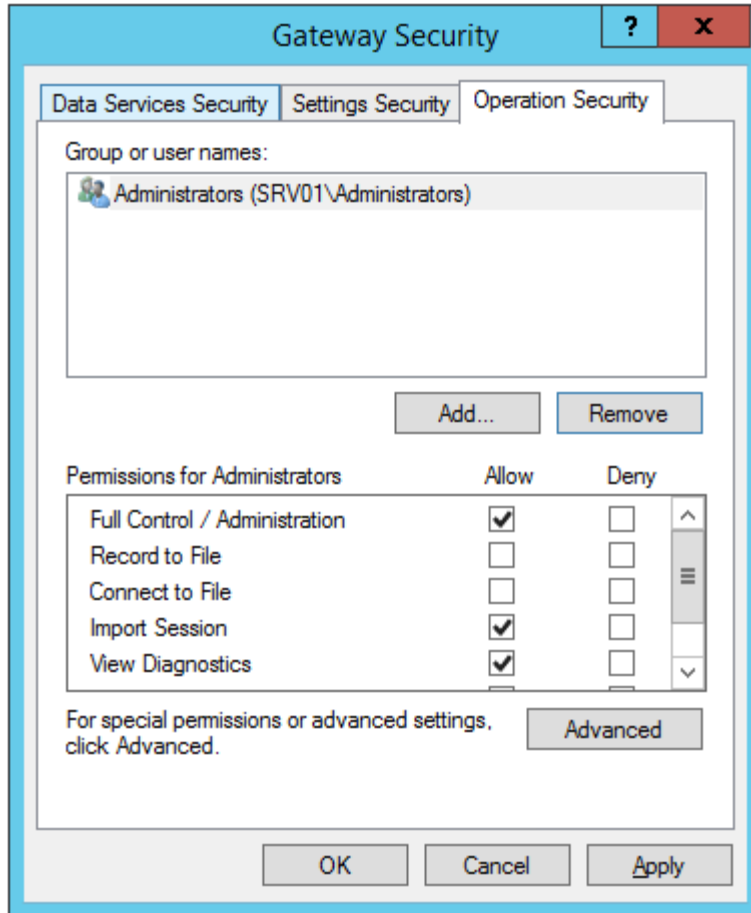 Gateway Security
?
x
Data Services Security Settings Security Operation Security
Group or user names:
Administrators (SRV01\Administrators)
Add... Remove
Permissions for Administrators Allow Deny
Full Control / Administration
Record to File
Connect to File
Import Session
View Diagnostics
For special permissions or advanced settings, Advanced
click Advanced.
OK Cancel Apply